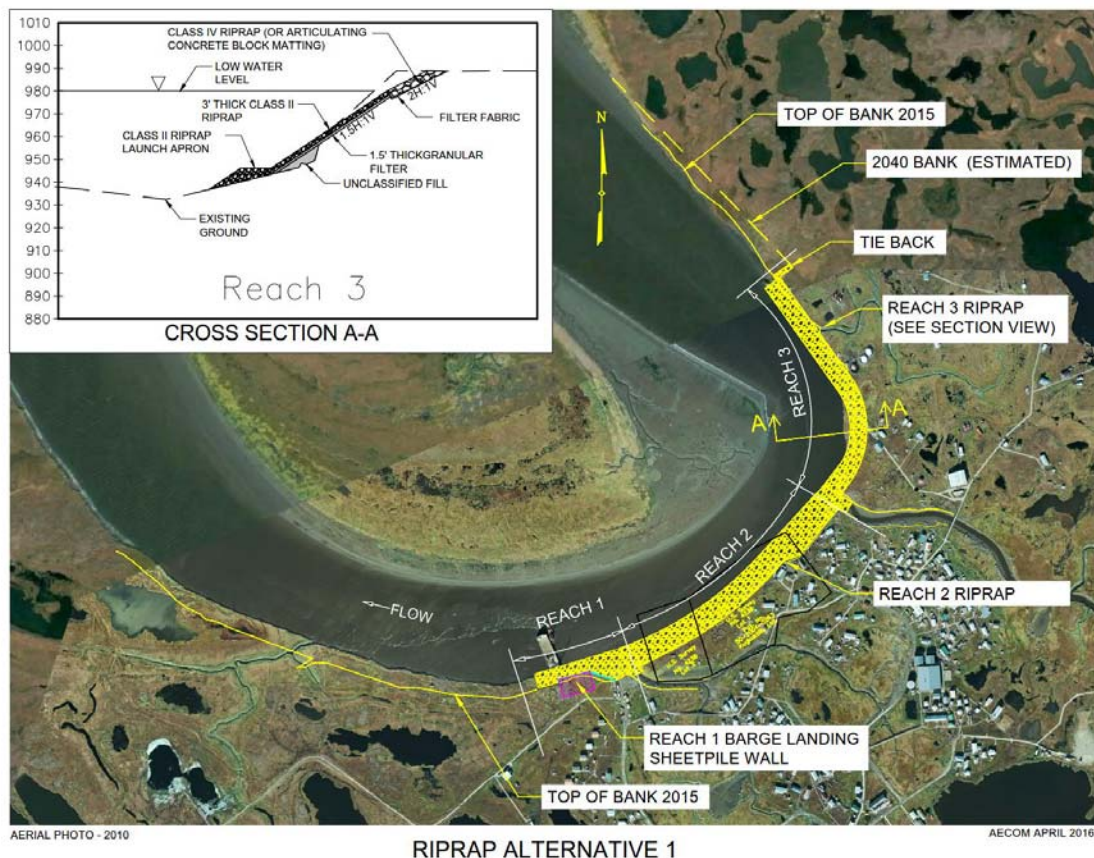 1010
1000
990
980
970
960
950
940
930
920
910
900
890
880
CLASS IV RIPRAP (OR ARTICULATING
CONCRETE BLOCK MATTING)
LOW WATER
LEVEL
3' THICK CLASS II
RIPRAP
2H:1V
1.5H:1V
FILTER FABRIC
CLASS II RIPRAP
LAUNCH APRON
1.5' THICKGRANULAR
FILTER
UNCLASSIFIED FILL
EXISTING
GROUND
Reach 3
CROSS SECTION A-A
N
TOP OF BANK 2015
2040 BANK (ESTIMATED)
TIE BACK
REACH 3 RIPRAP
(SEE SECTION VIEW)
REACH 3
A
A
REACH 2
REACH 2 RIPRAP
FLOW
REACH 1
REACH 1 BARGE LANDING
SHEETPILE WALL
TOP OF BANK 2015
AERIAL PHOTO - 2010
AECOM APRIL 2016
RIPRAP ALTERNATIVE 1